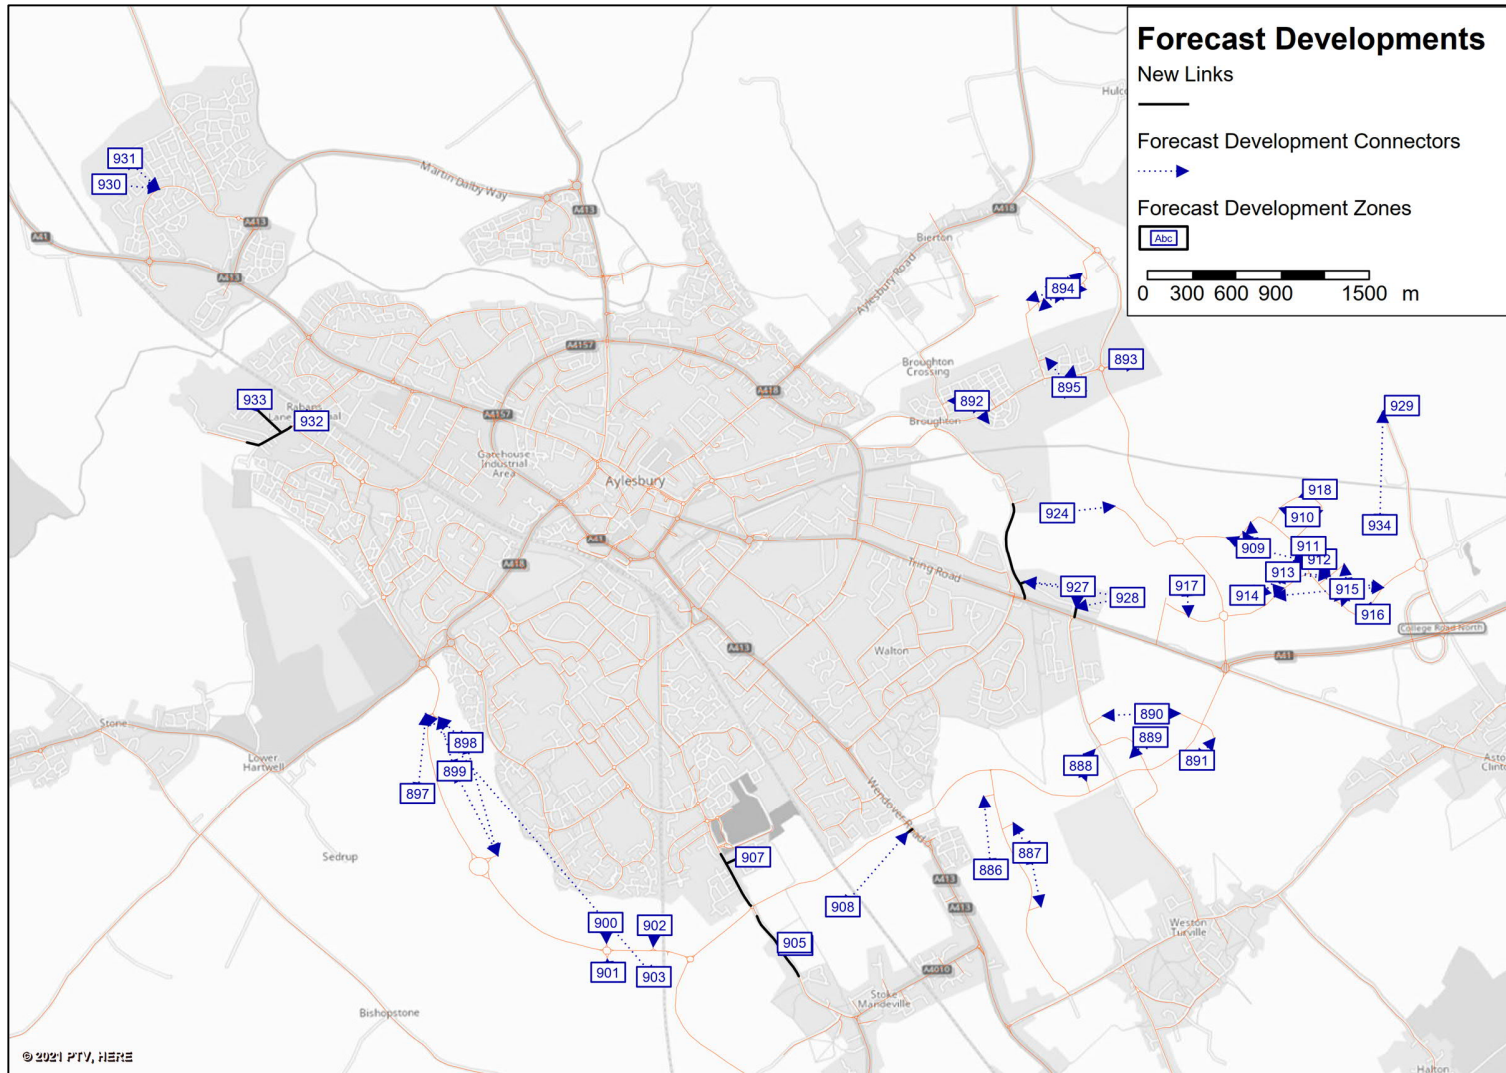 Forecast Developments
New Links
Forecast Development Connectors
Forecast Development Zones
Abc
0 300 600 900 1500 m
931
930
Martin Dalby Way
A413
A418
A413
A41
A413
Bierton
Aylesbury Road
894
A4157
Broughton
Crossing
893
895
A418
892
933
932
A4157
Broughton
929
Gatehouse
Industrial
Area
Aylesbury
918
924
910
934
A41
909
911
912
A418
Tring Road
913
927
928
917
914
915
916
College Road North
A413
Walton
A41
Stone
Lower
Hartwell
898
899
897
890
889
888
891
Wendover Road
Sedrup
907
887
886
A413
908
A413
900
902
905
Weston
Turville
901
903
A4010
Stoke
Mandeville
Bishopstone
© 2021 PTV, HERE
Halton